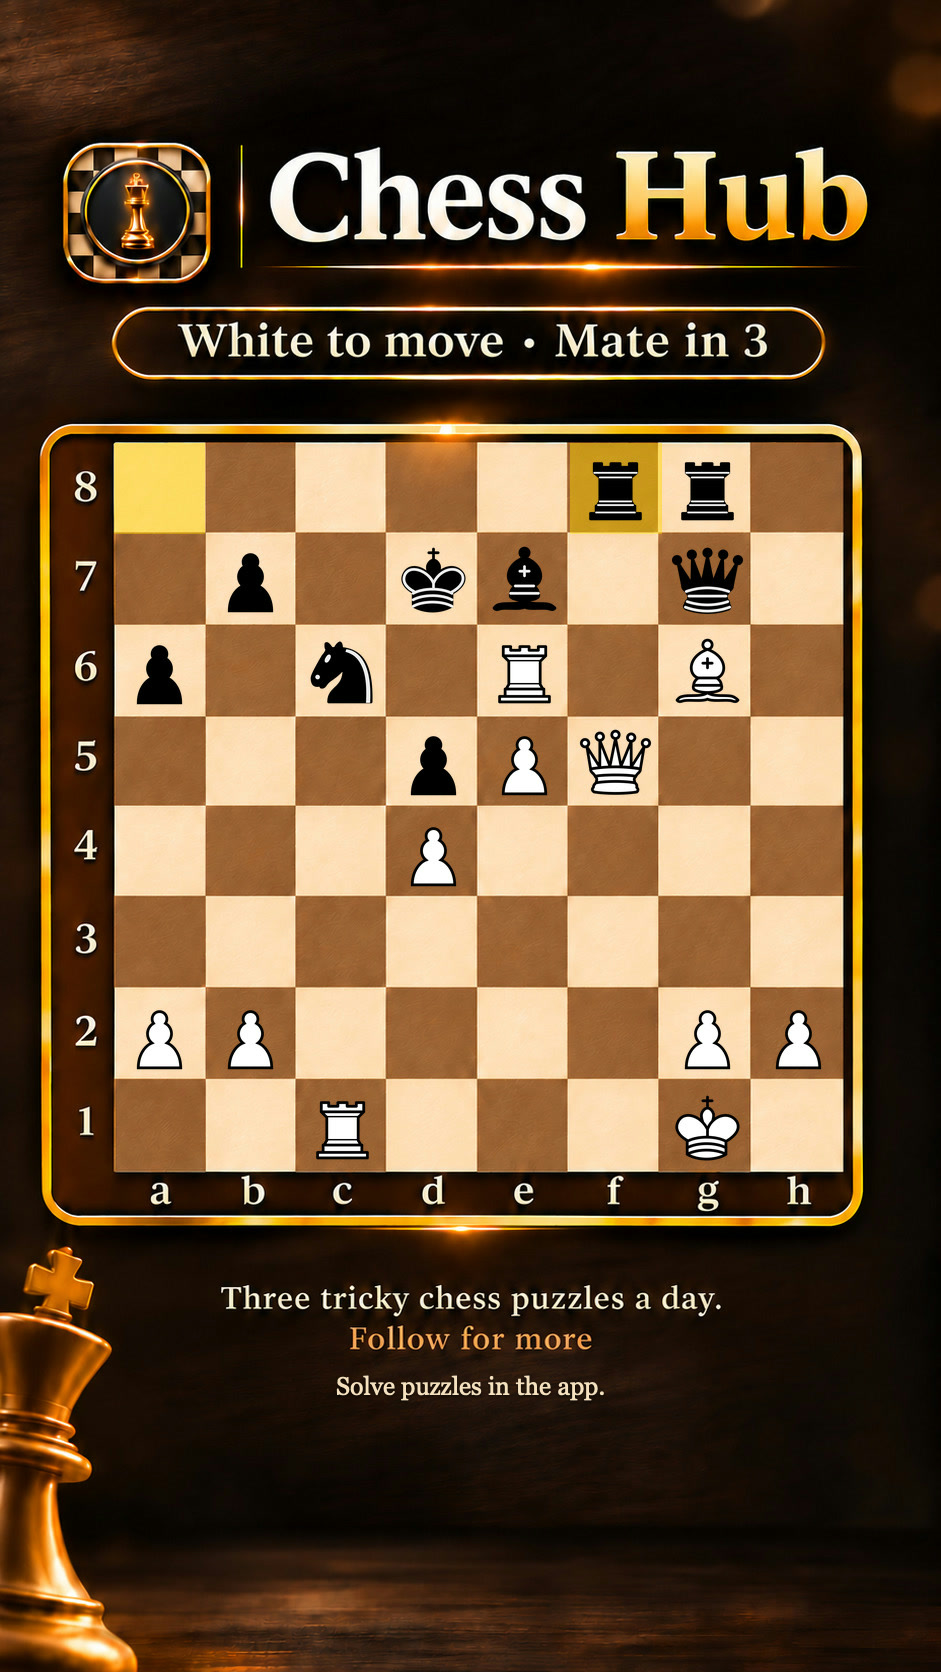 Chess Hub
White to move • Mate in 3
8
7
6
5
4
3
2
1
a b c d e f g h
Three tricky chess puzzles a day.
Follow for more
Solve puzzles in the app.